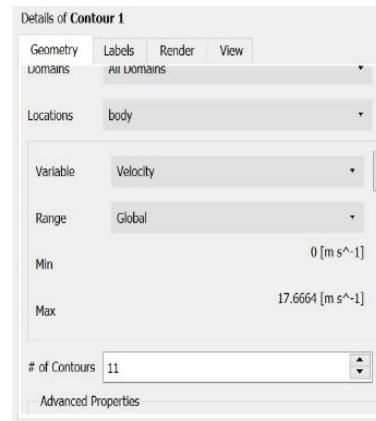 Details of Contour 1
Geometry Labels Render View
Domains All Domains
Locations body
Variable Velocity
Range Global
Min 0 [m s^-1]
Max 17.6664 [m s^-1]
# of Contours 11
Advanced Properties